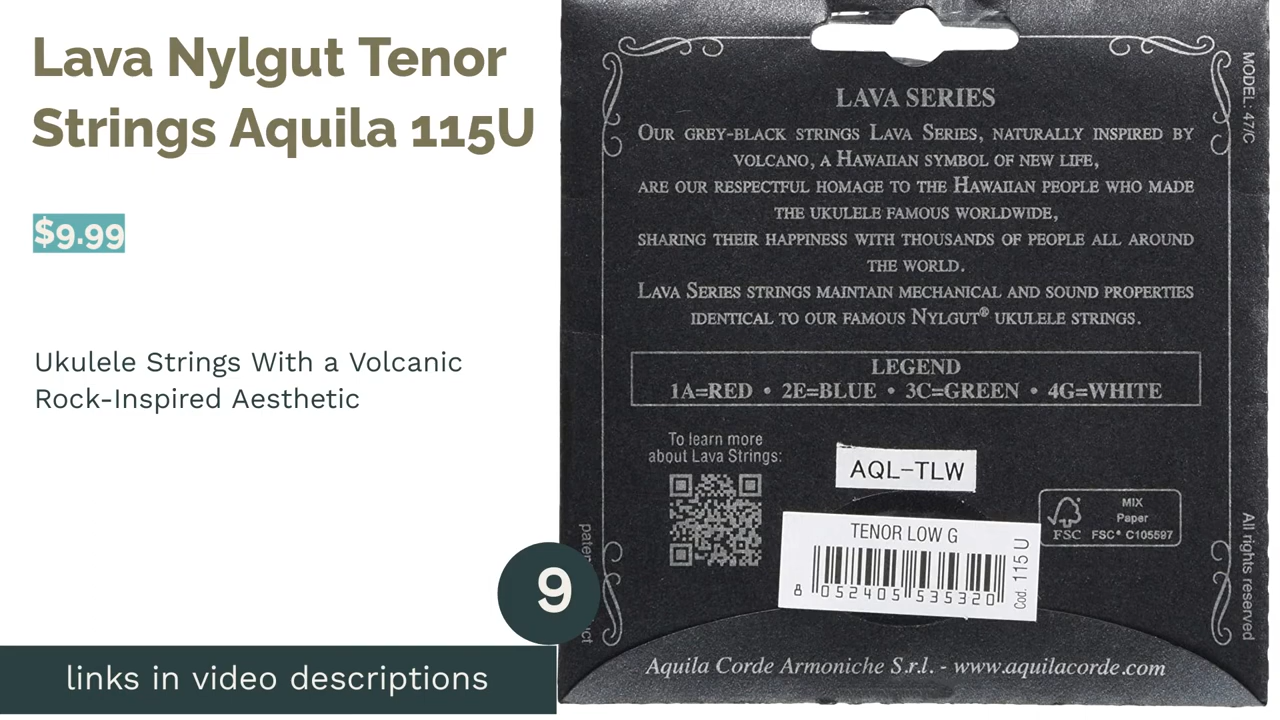 Lava Nylgut Tenor
Strings Aquila 115U
$9.99
Ukulele Strings With a Volcanic
Rock-Inspired Aesthetic
9
links in video descriptions
LAVA SERIES
OUR GREY-BLACK STRINGS LAVA SERIES, NATURALLY INSPIRED BY
VOLCANO, A HAWAIIAN SYMBOL OF NEW LIFE,
ARE OUR RESPECTFUL HOMAGE TO THE HAWAIIAN PEOPLE WHO MADE
THE UKULELE FAMOUS WORLDWIDE,
SHARING THEIR HAPPINESS WITH THOUSANDS OF PEOPLE ALL AROUND
THE WORLD.
LAVA SERIES STRINGS MAINTAIN MECHANICAL AND SOUND PROPERTIES
IDENTICAL TO OUR FAMOUS NYLGUT® UKULELE STRINGS.
LEGEND
1A=RED • 2E=BLUE • 3C=GREEN • 4G=WHITE
To learn more
about Lava Strings:
AQL-TLW
TENOR LOW G
8 052405 535320
Cod. 115 U
MIX
Paper
FSC FSC® C105597
MODEL: 47/C
All rights reserved
Aquila Corde Armoniche S.r.l. - www.aquilacorde.com